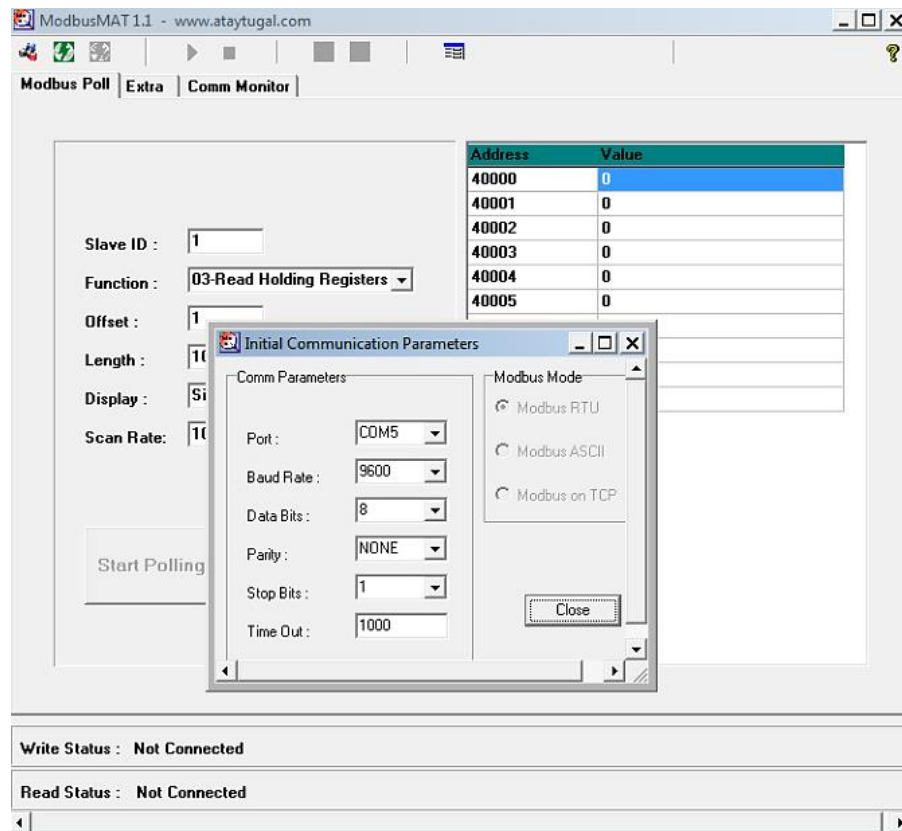 ModbusMAT 1.1 - www.ataytugal.com
Modbus Poll Extra Comm Monitor
Address Value
40000 0
40001 0
40002 0
40003 0
40004 0
40005 0
Slave ID : 1
Function : 03-Read Holding Registers
Offset : 1
Length :
Display :
Scan Rate:
Start Polling
Initial Communication Parameters
Comm Parameters
Port : COM5
Baud Rate : 9600
Data Bits : 8
Parity : NONE
Stop Bits : 1
Time Out : 1000
Modbus Mode
Modbus RTU
Modbus ASCII
Modbus on TCP
Close
Write Status : Not Connected
Read Status : Not Connected